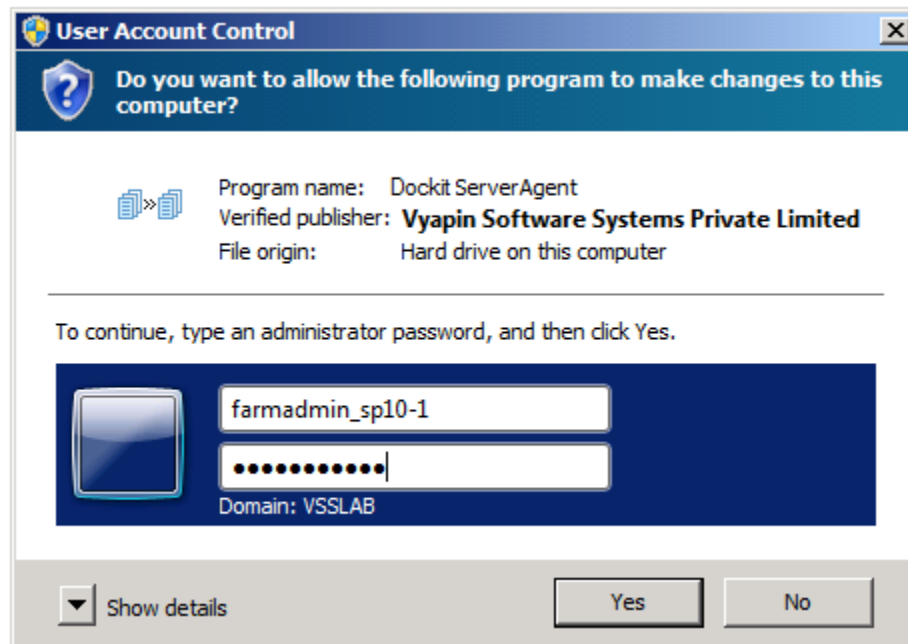 User Account Control
Do you want to allow the following program to make changes to this
computer?
Program name: Dockit ServerAgent
Verified publisher: Vyapin Software Systems Private Limited
File origin: Hard drive on this computer
To continue, type an administrator password, and then click Yes.
farmadmin_sp10-1
●●●●●●●●●●●
Domain: VSSLAB
Show details
Yes
No